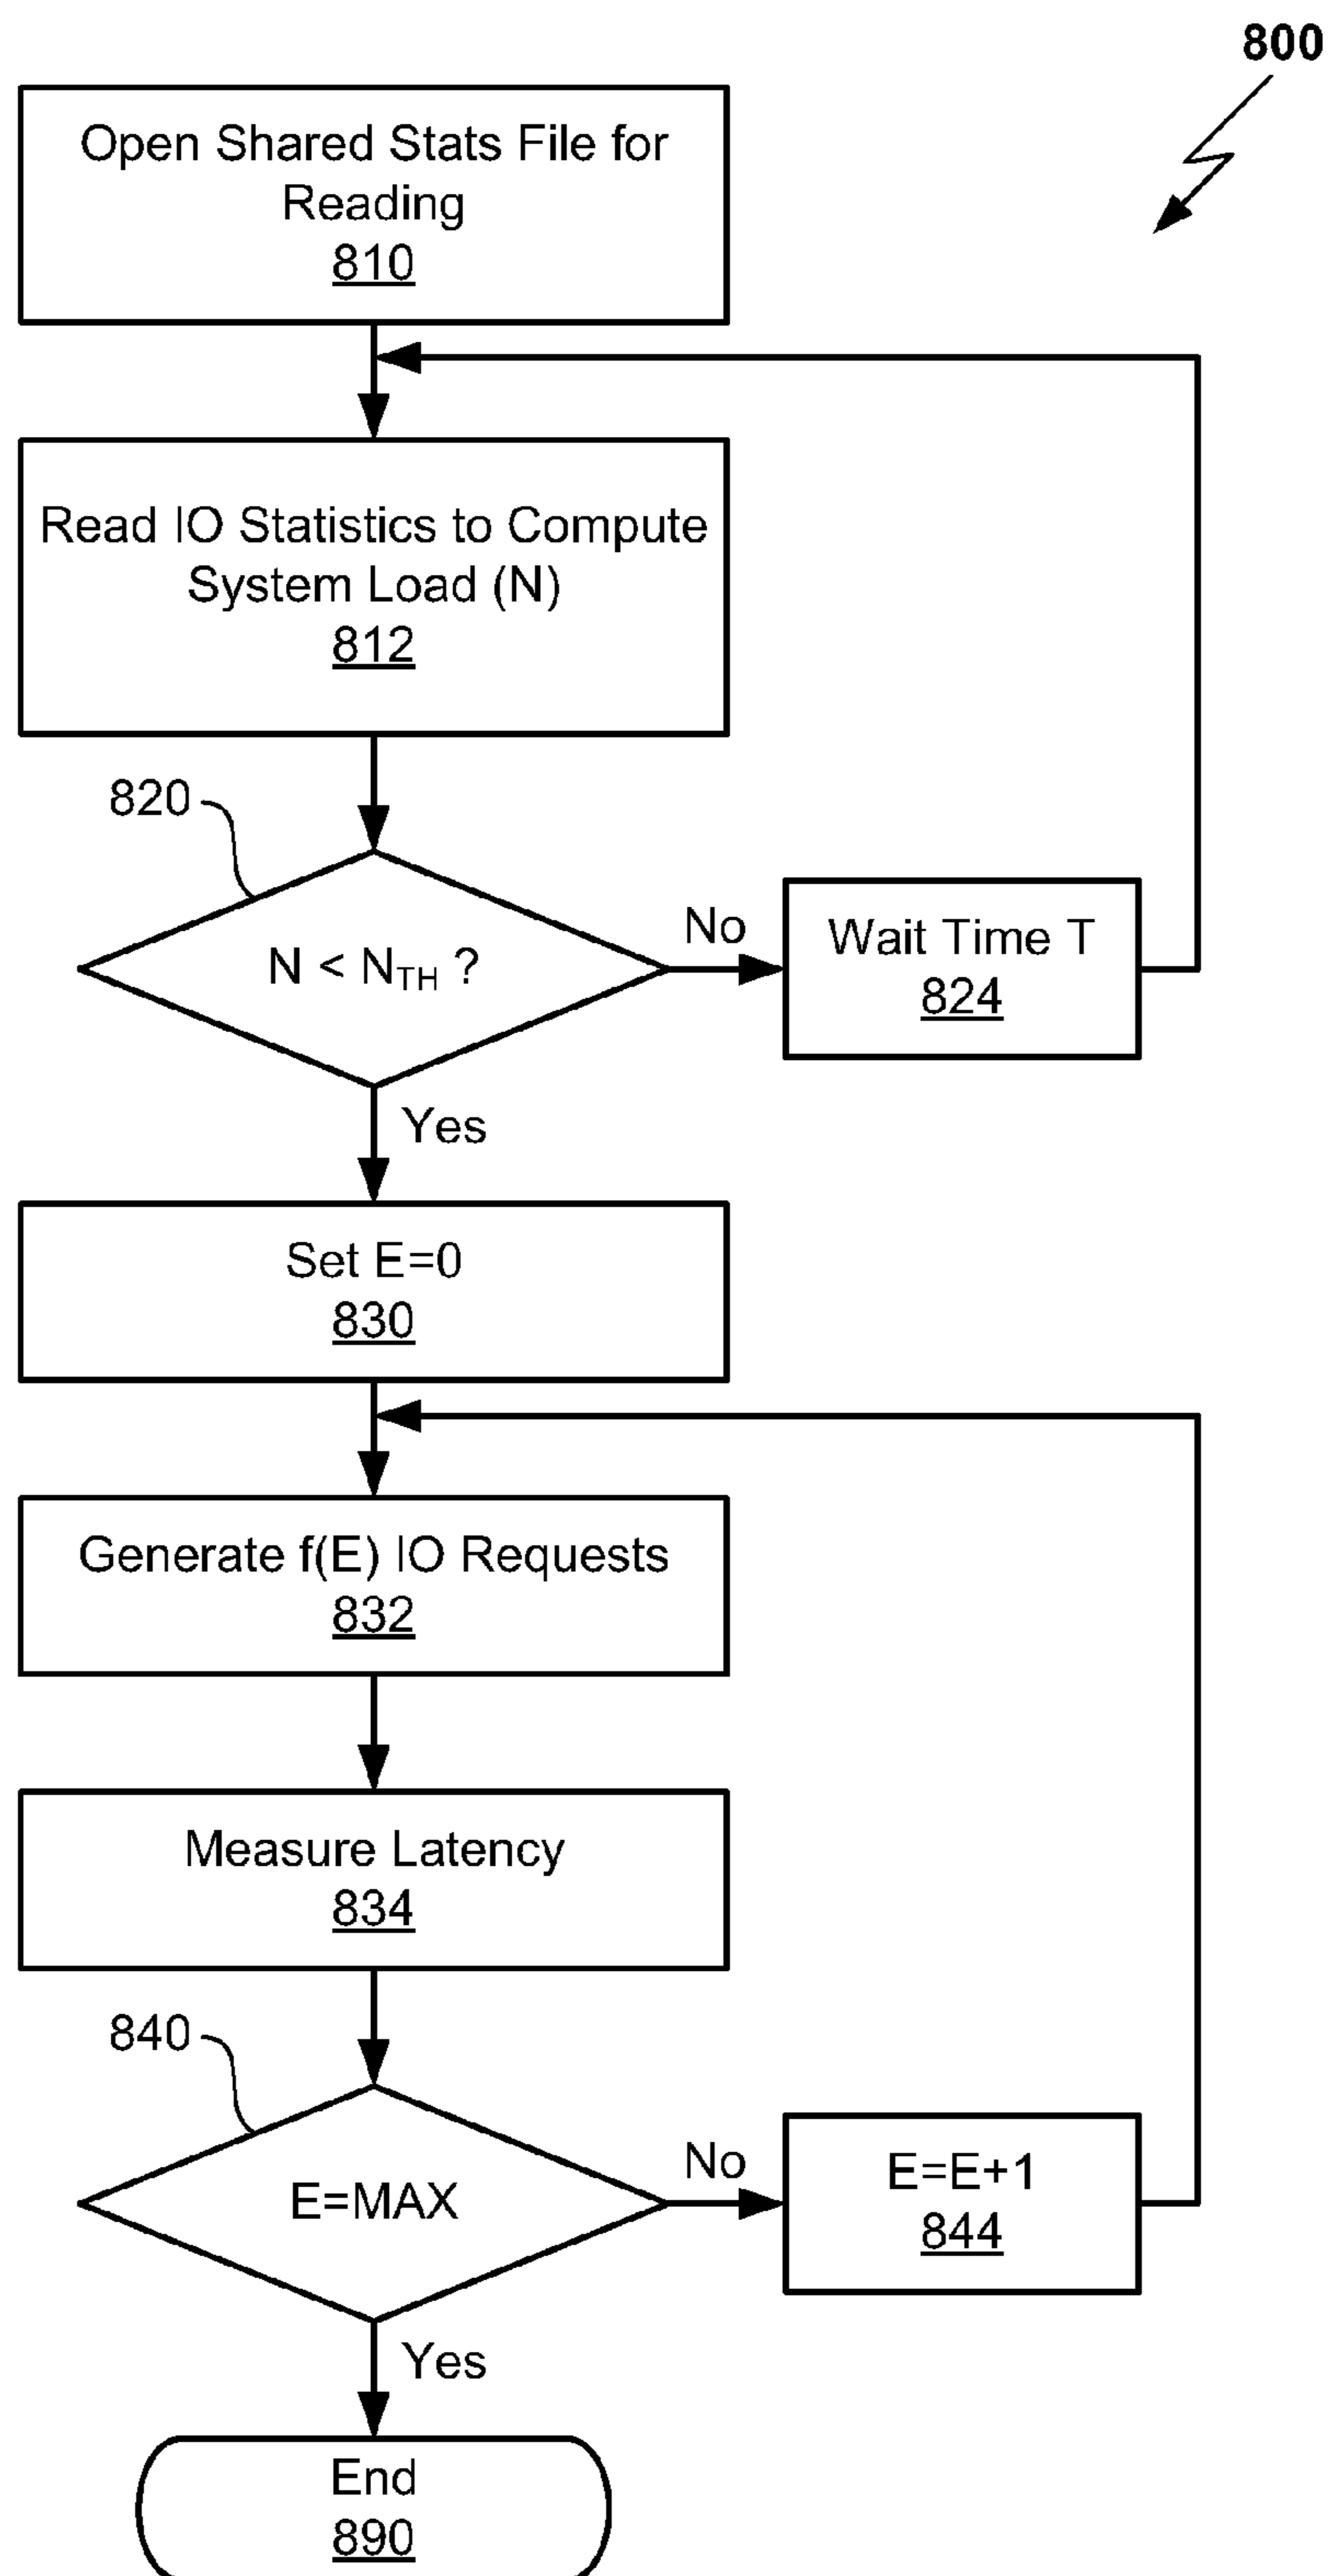 800
Open Shared Stats File for
Reading
810
Read IO Statistics to Compute
System Load (N)
812
820
N < NTH ?
No
Wait Time T
824
Yes
Set E=0
830
Generate f(E) IO Requests
832
Measure Latency
834
840
E=MAX
No
E=E+1
844
Yes
End
890